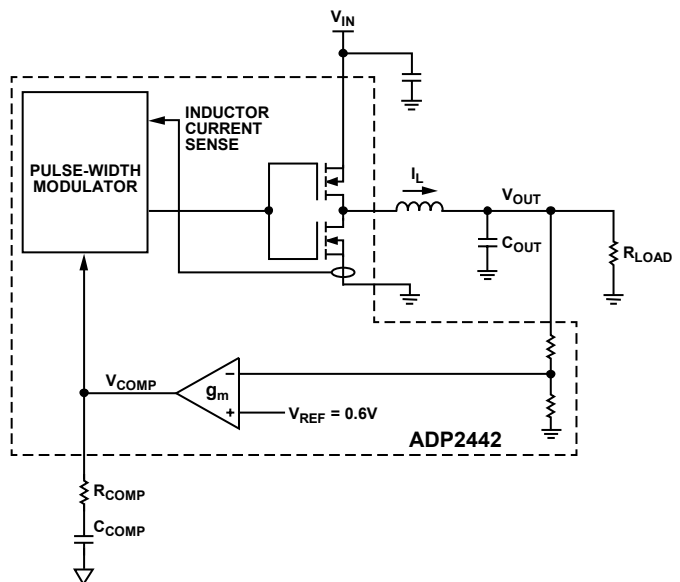 VIN
INDUCTOR
CURRENT
SENSE
PULSE-WIDTH
MODULATOR
IL
VOUT
COUT
RLOAD
VCOMP
gm
−
+
VREF = 0.6V
ADP2442
RCOMP
CCOMP